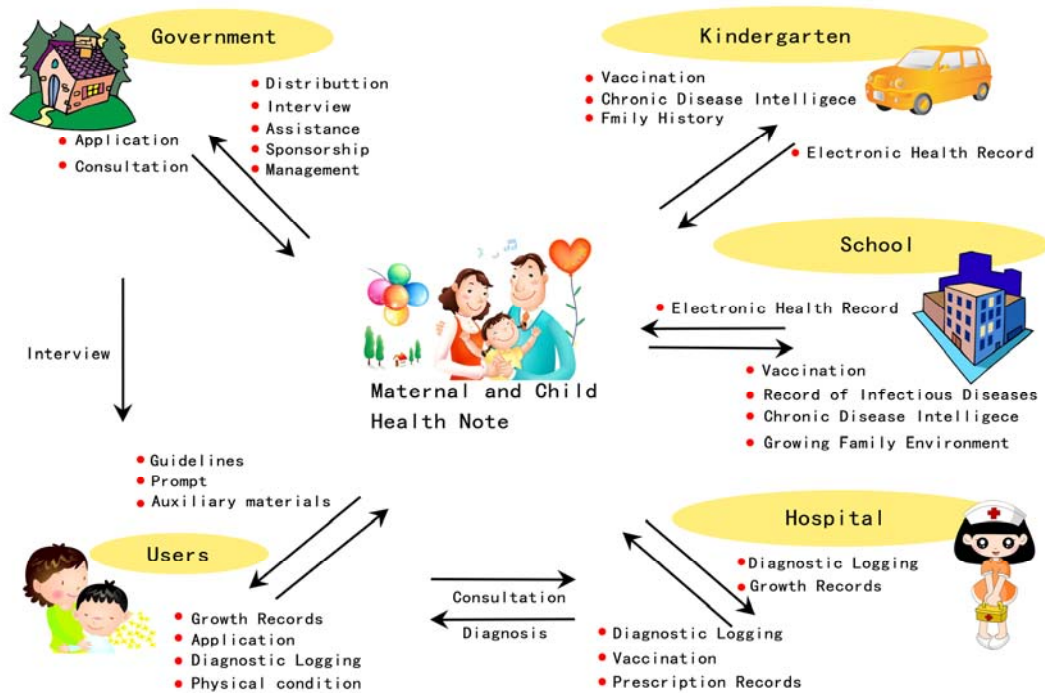 Government
Distributtion
Interview
Assistance
Sponsorship
Management
Application
Consultation
Kindergarten
Vaccination
Chronic Disease Intelligece
Fmily History
Electronic Health Record
School
Electronic Health Record
Vaccination
Record of Infectious Diseases
Chronic Disease Intelligece
Growing Family Environment
Maternal and Child
Health Note
Interview
Guidelines
Prompt
Auxiliary materials
Users
Growth Records
Application
Diagnostic Logging
Physical condition
Consultation
Diagnosis
Hospital
Diagnostic Logging
Growth Records
Diagnostic Logging
Vaccination
Prescription Records